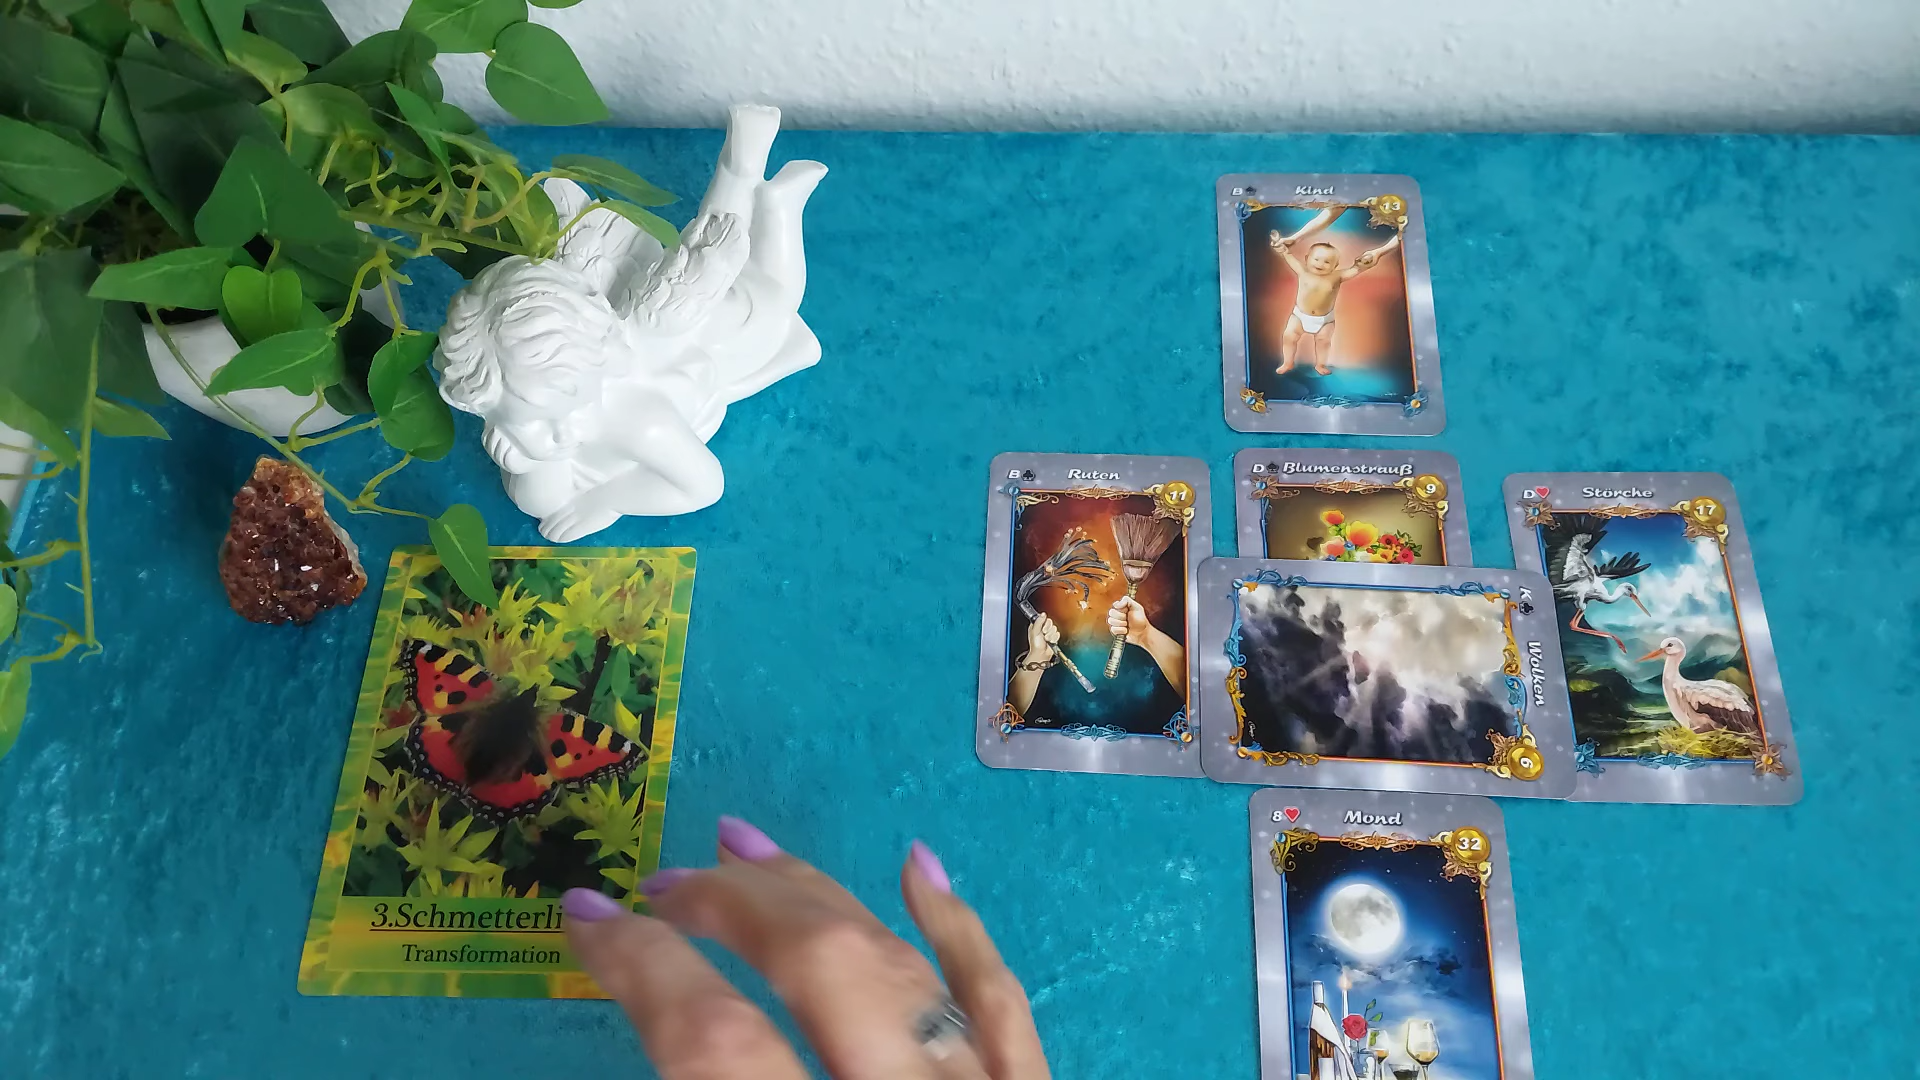 B♠ Kind 13
B♣ Ruten 11
D♠ Blumenstrauß 9
D♥ Störche 17
K♣ Wolken 6
8♥ Mond 32
3.Schmetterli
Transformation